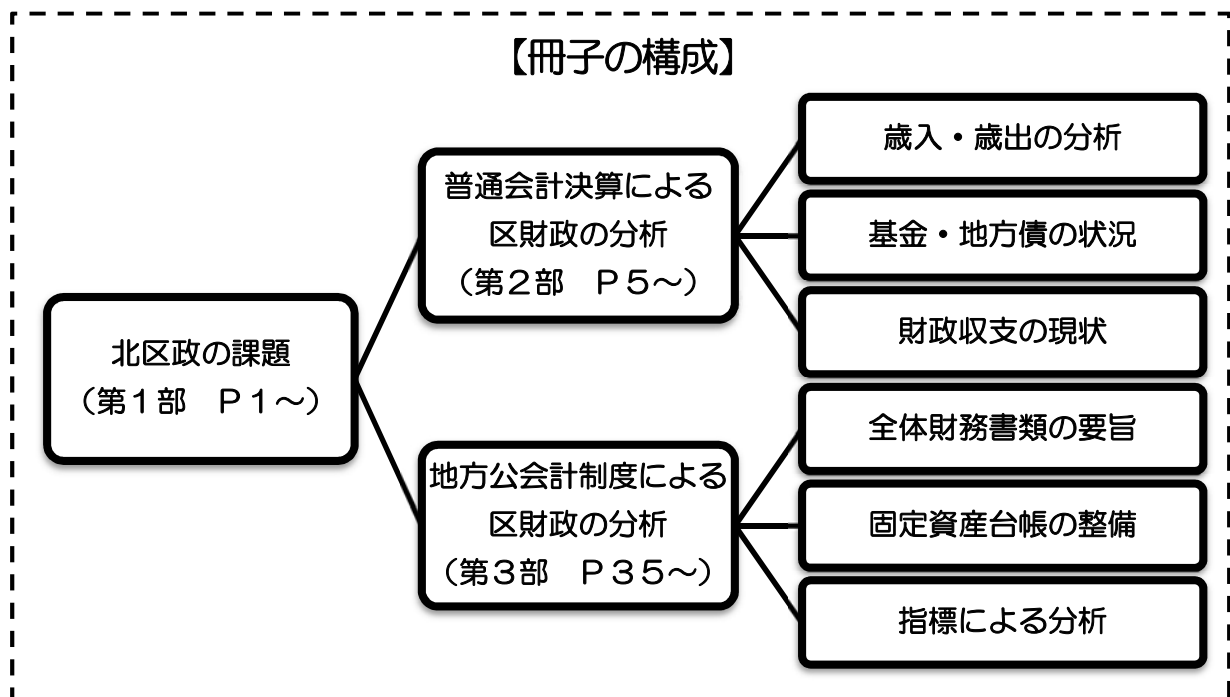 【冊子の構成】
北区政の課題
（第１部　Ｐ１～）
普通会計決算による
区財政の分析
（第２部　Ｐ５～）
歳入・歳出の分析
基金・地方債の状況
財政収支の現状
地方公会計制度による
区財政の分析
（第３部　Ｐ３５～）
全体財務書類の要旨
固定資産台帳の整備
指標による分析